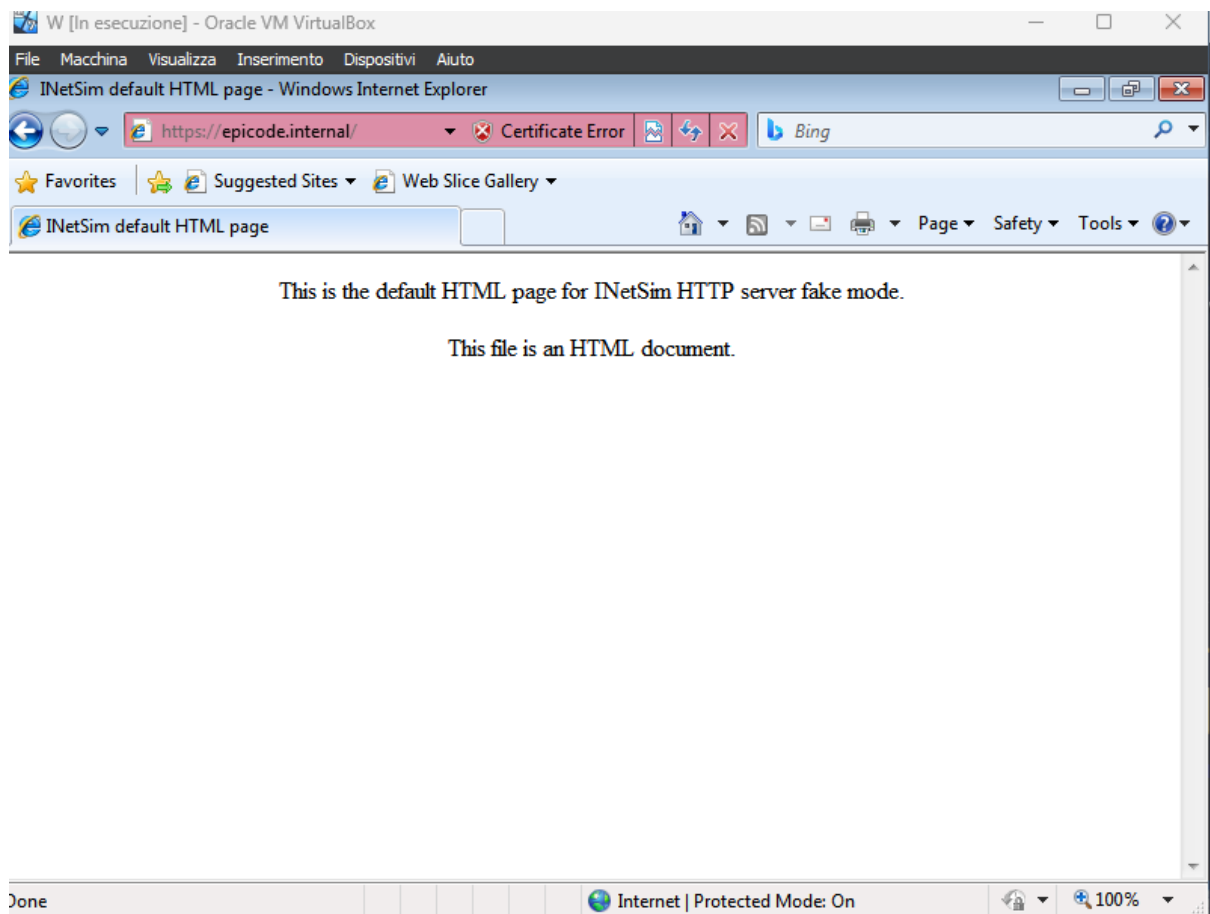 W [In esecuzione] - Oracle VM VirtualBox
File Macchina Visualizza Inserimento Dispositivi Aiuto
INetSim default HTML page - Windows Internet Explorer
https://epicode.internal/ Certificate Error Bing
Favorites Suggested Sites Web Slice Gallery
INetSim default HTML page Page Safety Tools
This is the default HTML page for INetSim HTTP server fake mode.
This file is an HTML document.
Done Internet | Protected Mode: On 100%